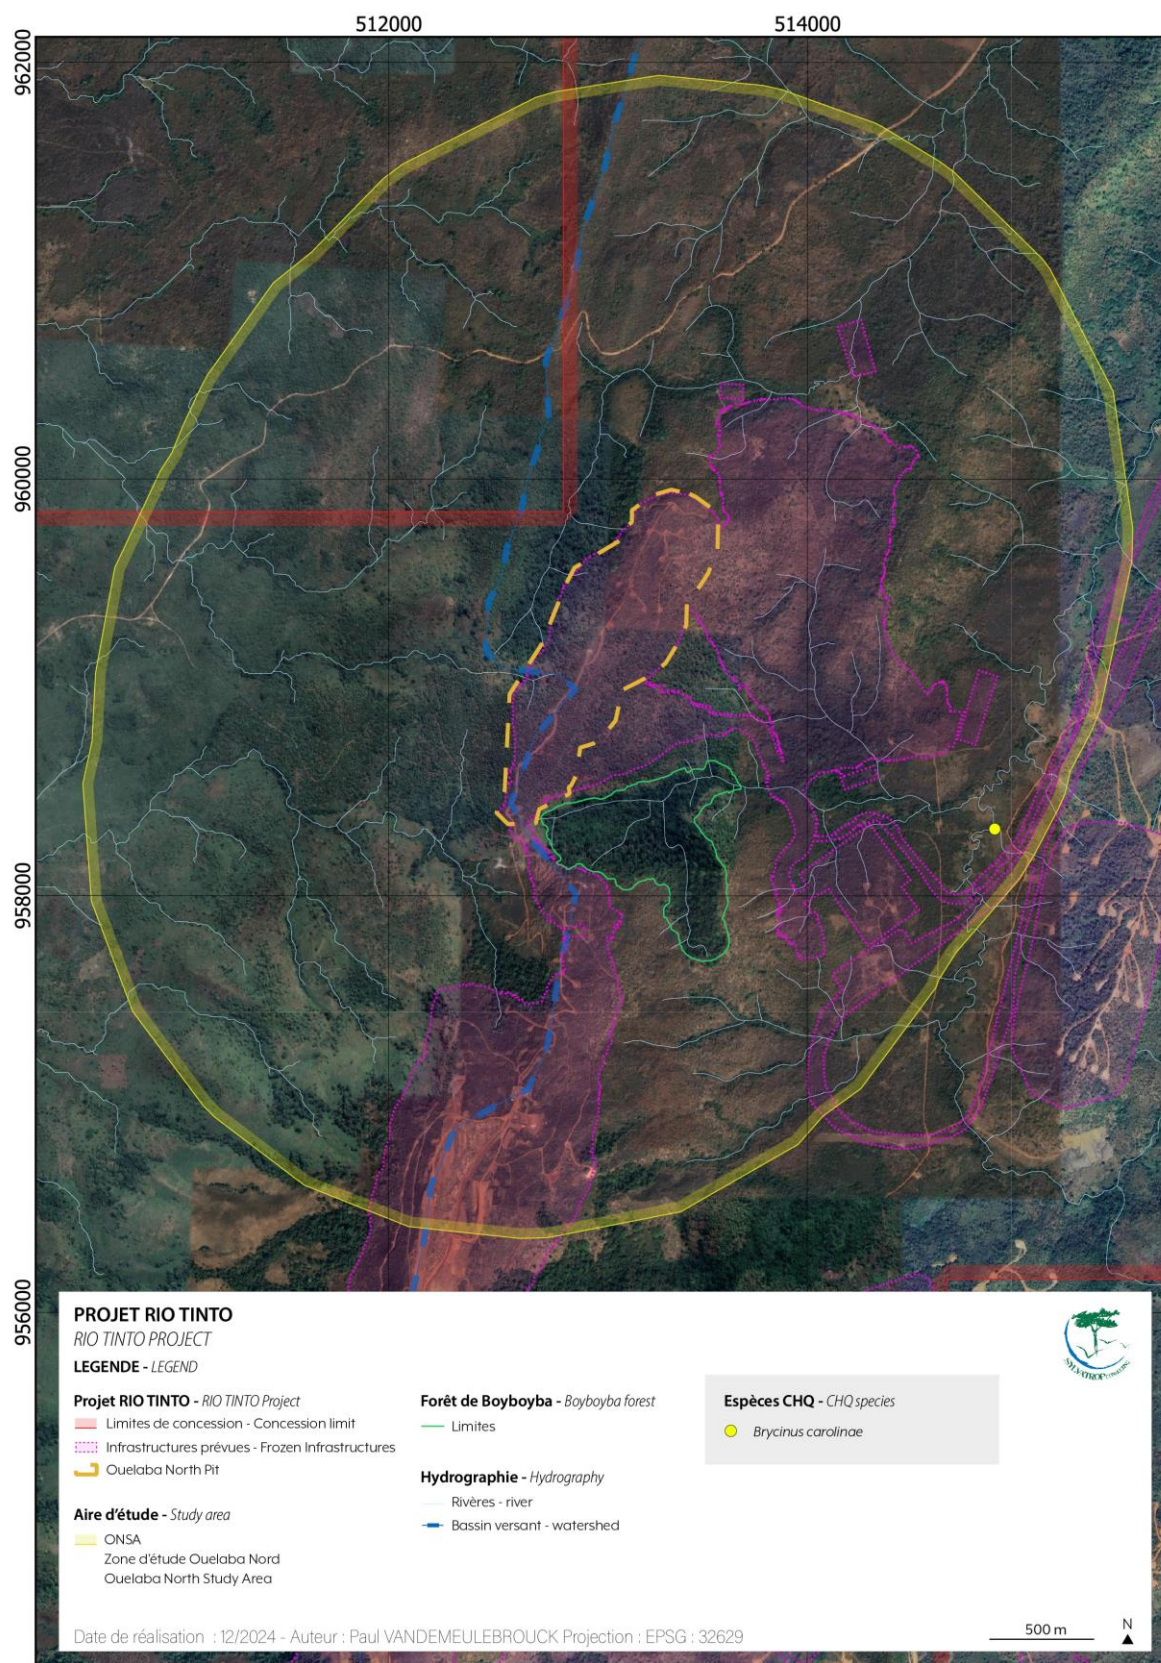 512000
514000
962000
960000
958000
956000
PROJET RIO TINTO
RIO TINTO PROJECT
LEGENDE - LEGEND
Projet RIO TINTO - RIO TINTO Project
Limites de concession - Concession limit
Infrastructures prévues - Frozen Infrastructures
Ouelaba North Pit
Aire d'étude - Study area
ONSA
Zone d'étude Ouelaba Nord
Ouelaba North Study Area
Forêt de Boyboyba - Boyboyba forest
Limites
Hydrographie - Hydrography
Rivères - river
Bassin versant - watershed
Espèces CHQ - CHQ species
Brycinus carolinae
SYLVATROP CONSULTING
Date de réalisation : 12/2024 - Auteur : Paul VANDEMEULEBROUCK Projection : EPSG : 32629
500 m
N